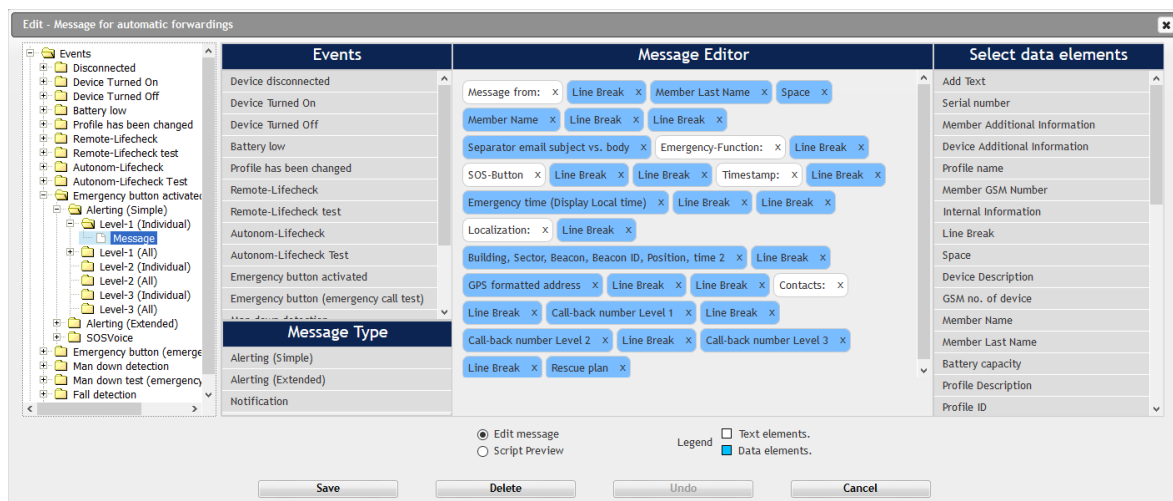 Edit - Message for automatic forwardings
x
Events
Disconnected
Device Turned On
Device Turned Off
Battery low
Profile has been changed
Remote-Lifecheck
Remote-Lifecheck test
Autonom-Lifecheck
Autonom-Lifecheck Test
Emergency button activated
Alerting (Simple)
Level-1 (Individual)
Message
Level-1 (All)
Level-2 (Individual)
Level-2 (All)
Level-3 (Individual)
Level-3 (All)
Alerting (Extended)
SOSVoice
Emergency button (emerge
Man down detection
Man down test (emergency
Fall detection
Events
Device disconnected
Device Turned On
Device Turned Off
Battery low
Profile has been changed
Remote-Lifecheck
Remote-Lifecheck test
Autonom-Lifecheck
Autonom-Lifecheck Test
Emergency button activated
Emergency button (emergency call test)
Man down detection
Message Type
Alerting (Simple)
Alerting (Extended)
Notification
Message Editor
Message from: x Line Break x Member Last Name x Space x
Member Name x Line Break x Line Break x
Separator email subject vs. body x Emergency-Function: x Line Break x
SOS-Button x Line Break x Line Break x Timestamp: x Line Break x
Emergency time (Display Local time) x Line Break x Line Break x
Localization: x Line Break x
Building, Sector, Beacon, Beacon ID, Position, time 2 x Line Break x
GPS formatted address x Line Break x Line Break x Contacts: x
Line Break x Call-back number Level 1 x Line Break x
Call-back number Level 2 x Line Break x Call-back number Level 3 x
Line Break x Rescue plan x
Select data elements
Add Text
Serial number
Member Additional Information
Device Additional Information
Profile name
Member GSM Number
Internal Information
Line Break
Space
Device Description
GSM no. of device
Member Name
Member Last Name
Battery capacity
Profile Description
Profile ID
Edit message
Script Preview
Legend
Text elements.
Data elements.
Save Delete Undo Cancel